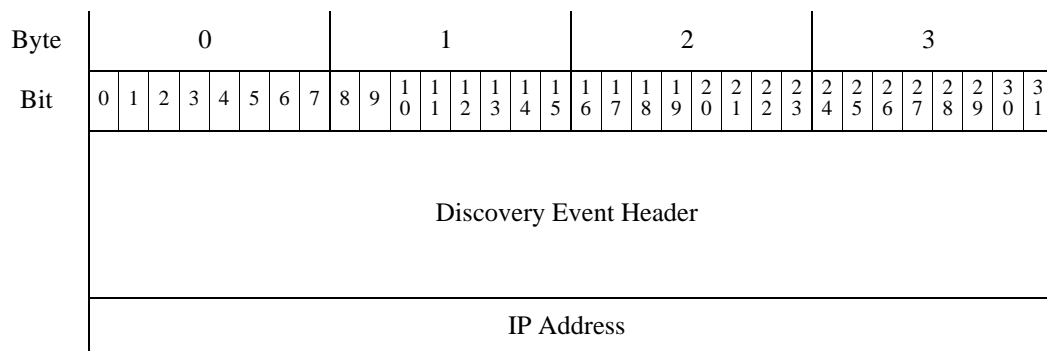 Byte 0 1 2 3
Bit 0 1 2 3 4 5 6 7 8 9 10 11 12 13 14 15 16 17 18 19 20 21 22 23 24 25 26 27 28 29 30 31
Discovery Event Header
IP Address